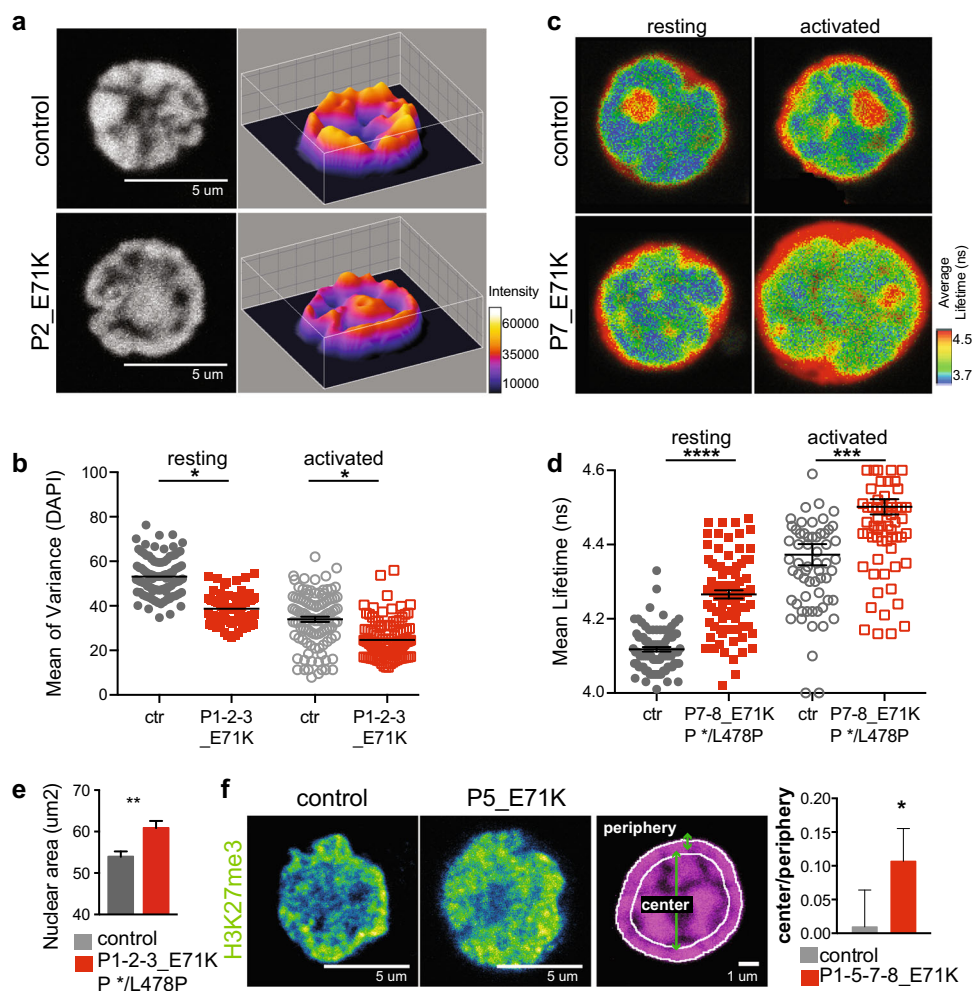 a
control
5 um
P2_E71K
5 um
Intensity
60000
35000
10000
c
resting
activated
control
P7_E71K
Average
Lifetime (ns)
4.5
3.7
b
resting
activated
*
*
Mean of Variance (DAPI)
100
80
60
40
20
0
ctr
P1-2-3
_E71K
ctr
P1-2-3
_E71K
d
resting
activated
****
***
Mean Lifetime (ns)
4.6
4.4
4.2
4.0
ctr
P7-8_E71K
P */L478P
ctr
P7-8_E71K
P */L478P
e
Nuclear area (um2)
70
60
50
40
**
control
P1-2-3_E71K
P */L478P
f
control
P5_E71K
H3K27me3
5 um
5 um
periphery
center
1 um
center/periphery
0.20
0.15
0.10
0.05
0.00
*
control
P1-5-7-8_E71K